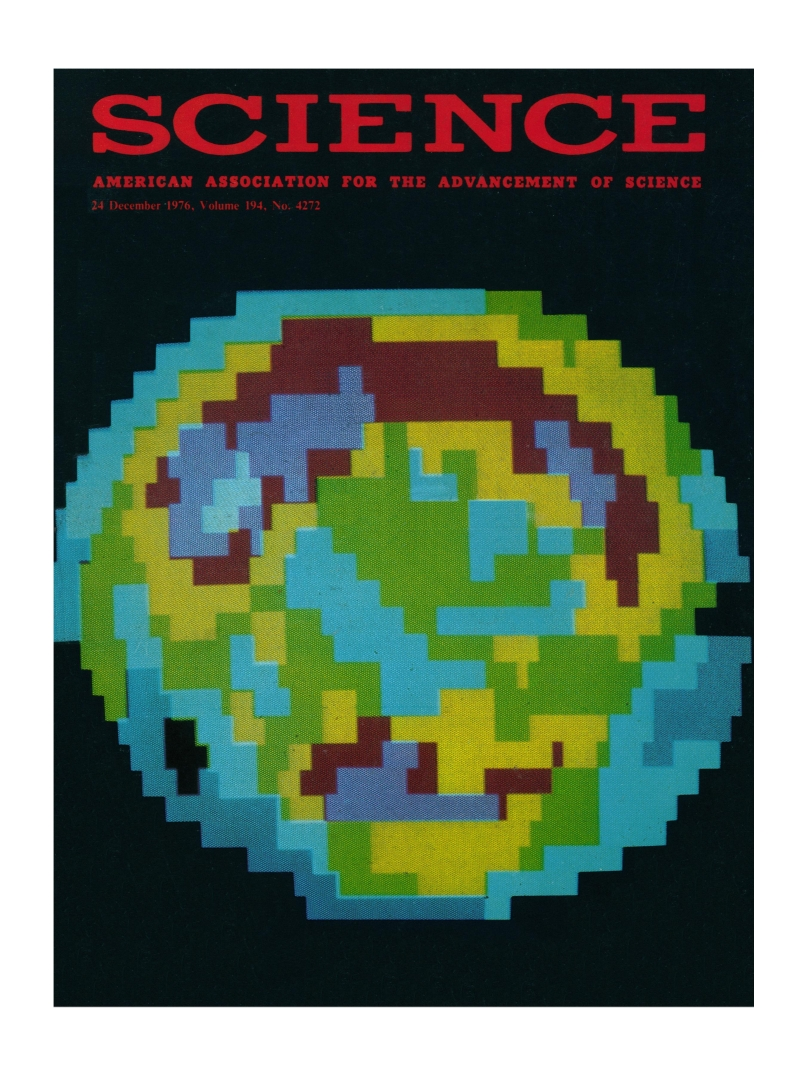 SCIENCE
AMERICAN ASSOCIATION FOR THE ADVANCEMENT OF SCIENCE
24 December 1976, Volume 194, No. 4272